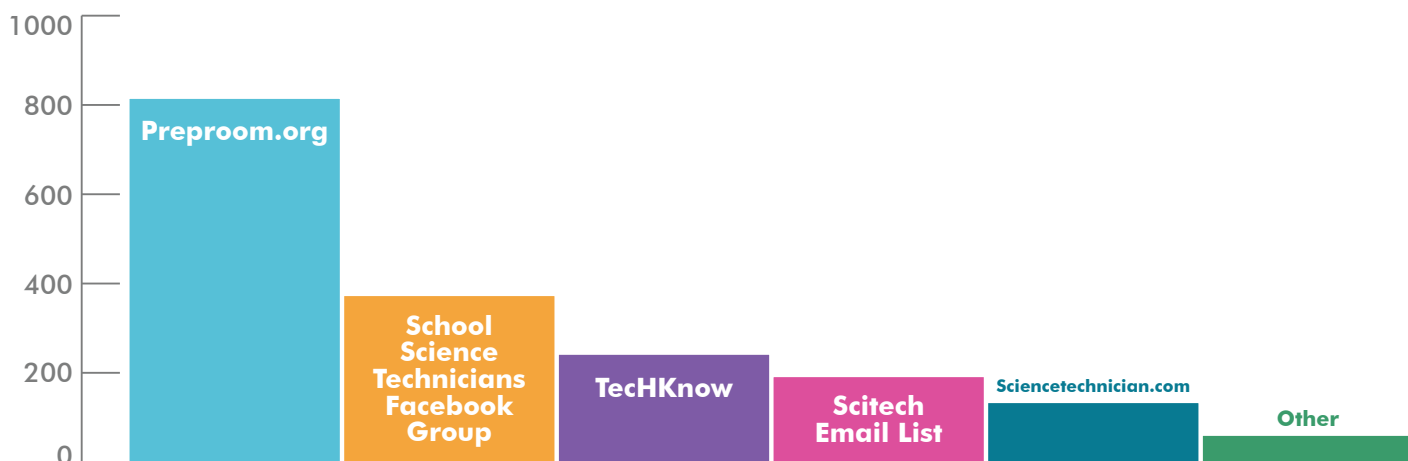 1000
800
600
400
200
0
Preproom.org
School
Science
Technicians
Facebook
Group
TecHKnow
Scitech
Email List
Sciencetechnician.com
Other